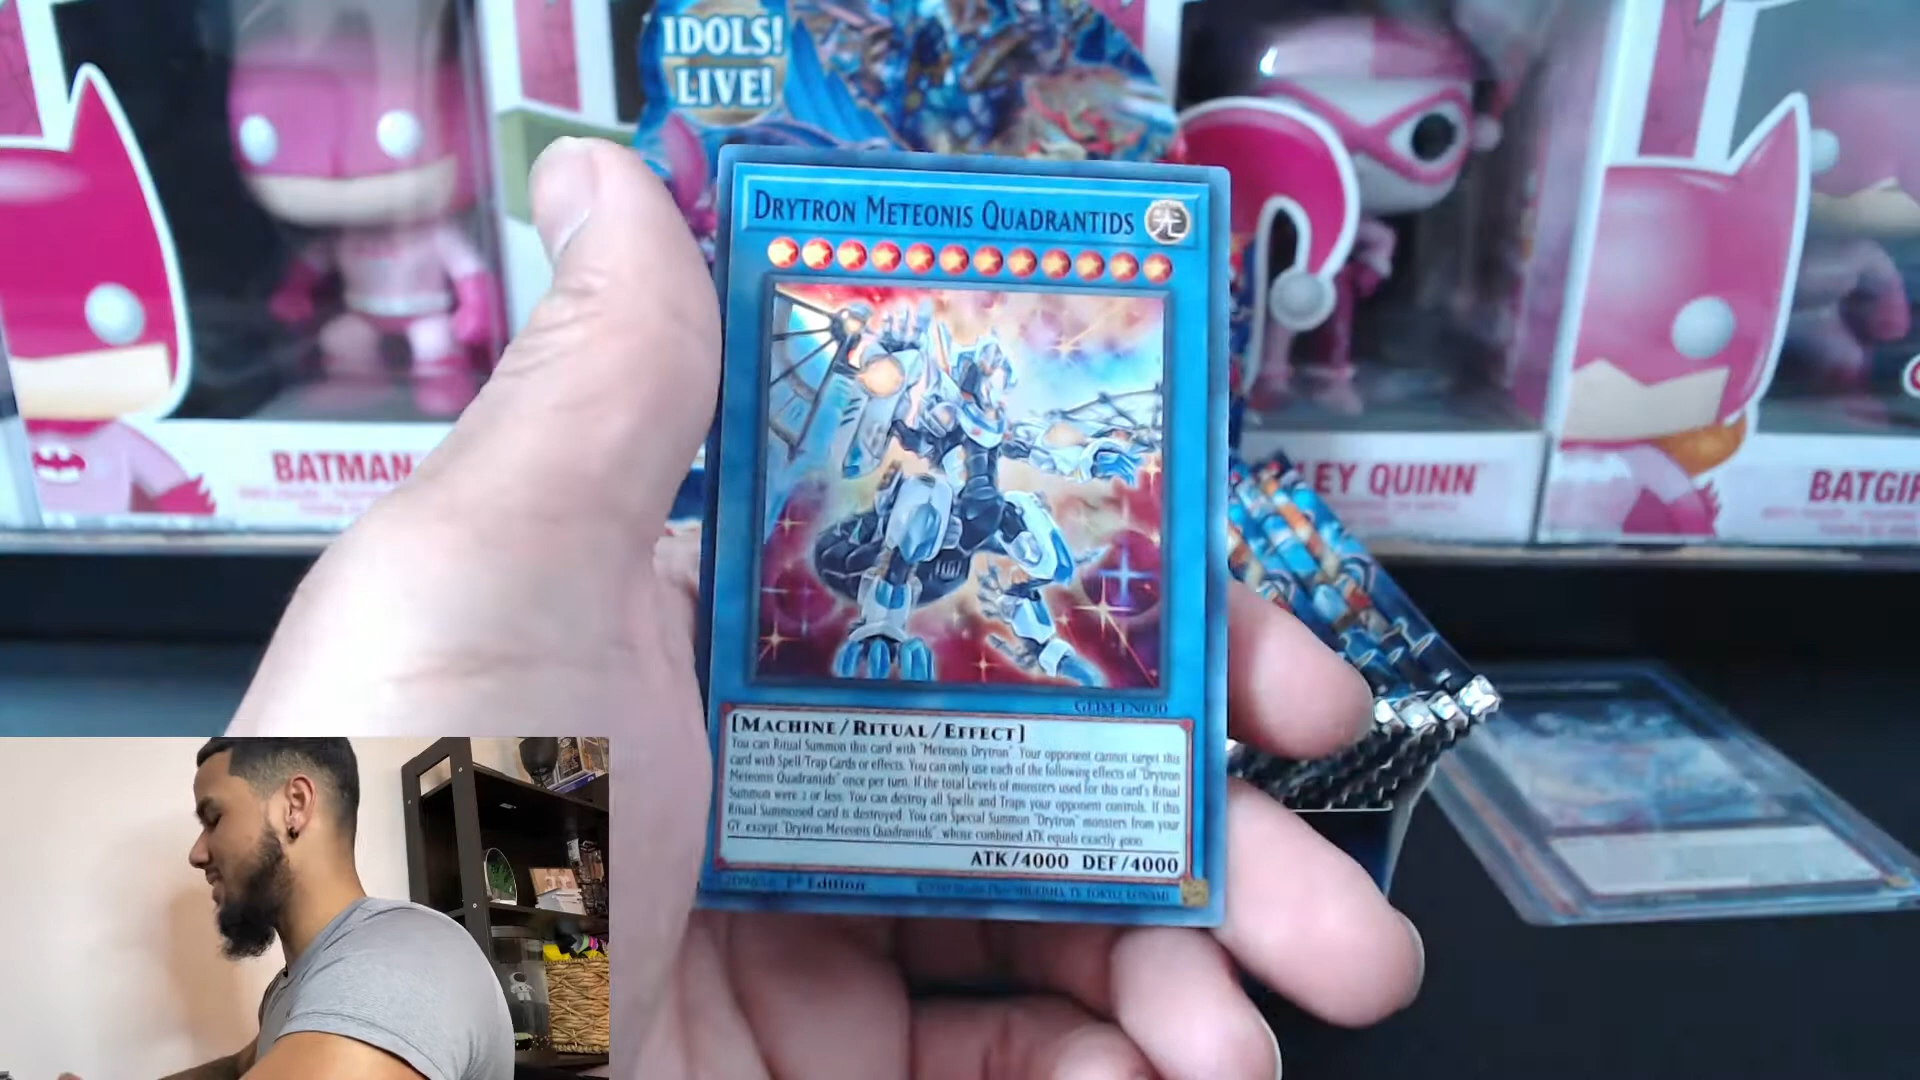 IDOLS!
LIVE!
DRYTRON METEONIS QUADRANTIDS
光
BATMAN
LEY QUINN
BATGIR
[MACHINE/RITUAL/EFFECT]
You can Ritual Summon this card with "Meteonis Drytron". Your opponent cannot target this
card with Spell/Trap Cards or effects. You can only use each of the following effects of "Drytron
Meteonis Quadrantids" once per turn. If the total Levels of monsters used for this card's Ritual
Summon were 2 or less: You can destroy all Spells and Traps your opponent controls. If this
Ritual Summoned card is destroyed: You can Special Summon "Drytron" monsters from your
GY, except "Drytron Meteonis Quadrantids", whose combined ATK equals exactly 4000.
ATK/4000 DEF/4000
1st Edition